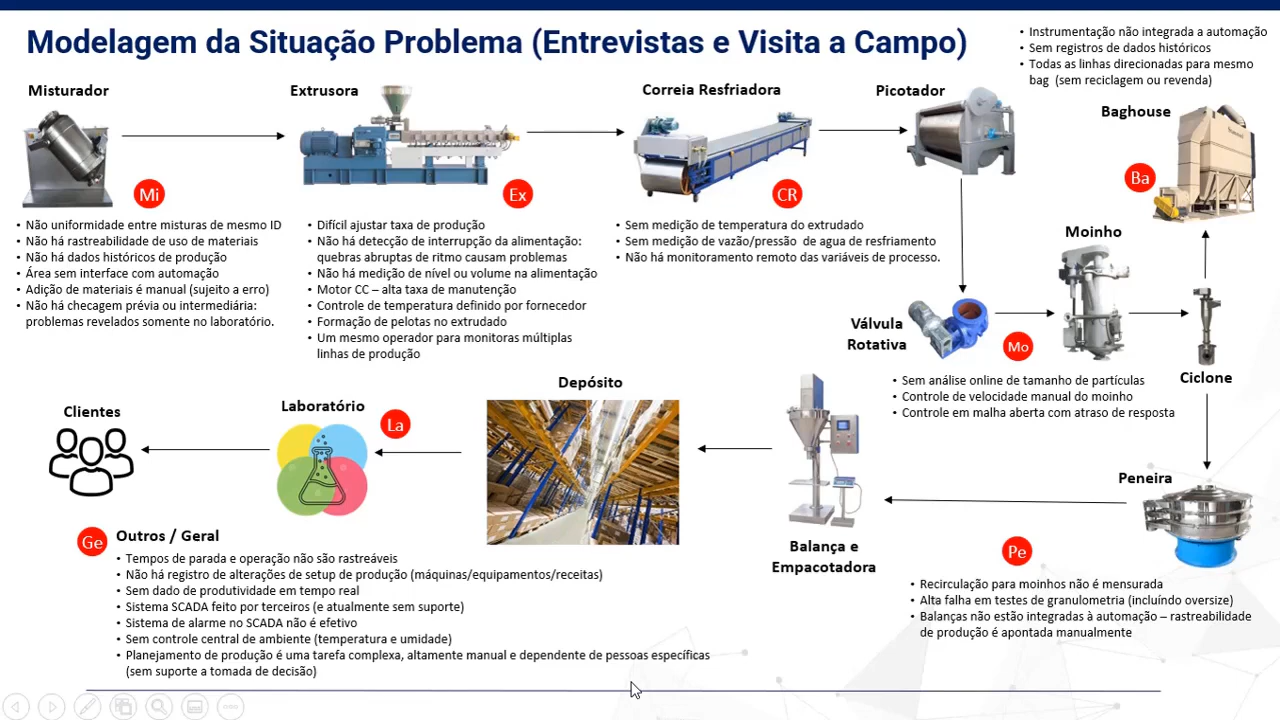 Modelagem da Situação Problema (Entrevistas e Visita a Campo)
• Instrumentação não integrada a automação
• Sem registros de dados históricos
• Todas as linhas direcionadas para mesmo
bag (sem reciclagem ou revenda)
Misturador
Extrusora
Correia Resfriadora
Picotador
Baghouse
Mi
Ex
CR
Ba
• Não uniformidade entre misturas de mesmo ID
• Não há rastreabilidade de uso de materiais
• Não há dados históricos de produção
• Área sem interface com automação
• Adição de materiais é manual (sujeito a erro)
• Não há checagem prévia ou intermediária:
problemas revelados somente no laboratório.
• Difícil ajustar taxa de produção
• Não há detecção de interrupção da alimentação:
quebras abruptas de ritmo causam problemas
• Não há medição de nível ou volume na alimentação
• Motor CC – alta taxa de manutenção
• Controle de temperatura definido por fornecedor
• Formação de pelotas no extrudado
• Um mesmo operador para monitoras múltiplas
linhas de produção
• Sem medição de temperatura do extrudado
• Sem medição de vazão/pressão de agua de resfriamento
• Não há monitoramento remoto das variáveis de processo.
Moinho
Válvula
Rotativa
Mo
Ciclone
• Sem análise online de tamanho de partículas
• Controle de velocidade manual do moinho
• Controle em malha aberta com atraso de resposta
Clientes
Laboratório
La
Depósito
Balança e
Empacotadora
Peneira
Pe
• Recirculação para moinhos não é mensurada
• Alta falha em testes de granulometria (incluíndo oversize)
• Balanças não estão integradas à automação – rastreabilidade
de produção é apontada manualmente
Ge
Outros / Geral
• Tempos de parada e operação não são rastreáveis
• Não há registro de alterações de setup de produção (máquinas/equipamentos/receitas)
• Sem dado de produtividade em tempo real
• Sistema SCADA feito por terceiros (e atualmente sem suporte)
• Sistema de alarme no SCADA não é efetivo
• Sem controle central de ambiente (temperatura e umidade)
• Planejamento de produção é uma tarefa complexa, altamente manual e dependente de pessoas específicas
(sem suporte a tomada de decisão)